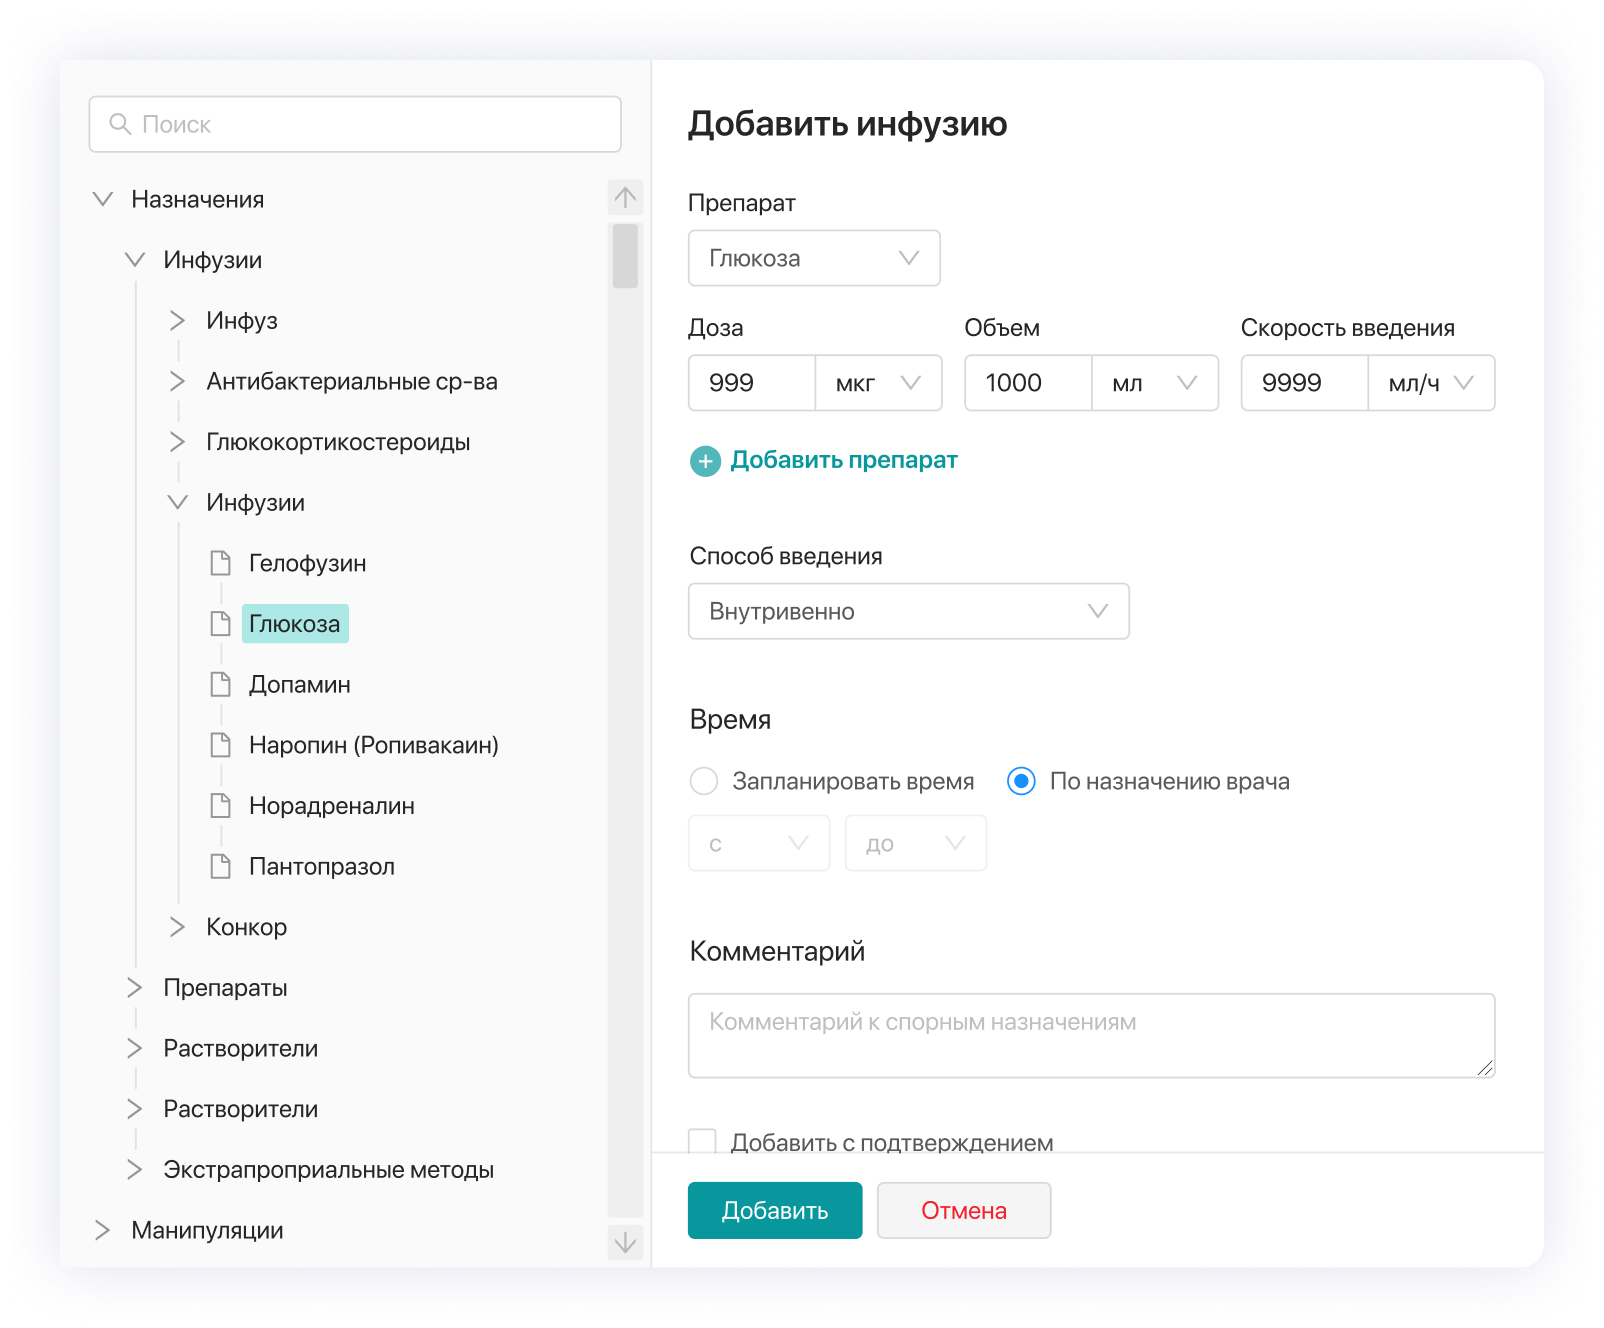 Поиск
Назначения
Инфузии
Инфуз
Антибактериальные ср-ва
Глюкокортикостероиды
Инфузии
Гелофузин
Глюкоза
Допамин
Наропин (Ропивакаин)
Норадреналин
Пантопразол
Конкор
Препараты
Растворители
Растворители
Экстрапроприальные методы
Манипуляции
Добавить инфузию
Препарат
Глюкоза
Доза Объем Скорость введения
999 мкг 1000 мл 9999 мл/ч
Добавить препарат
Способ введения
Внутривенно
Время
Запланировать время По назначению врача
с до
Комментарий
Комментарий к спорным назначениям
Добавить с подтверждением
Добавить Отмена